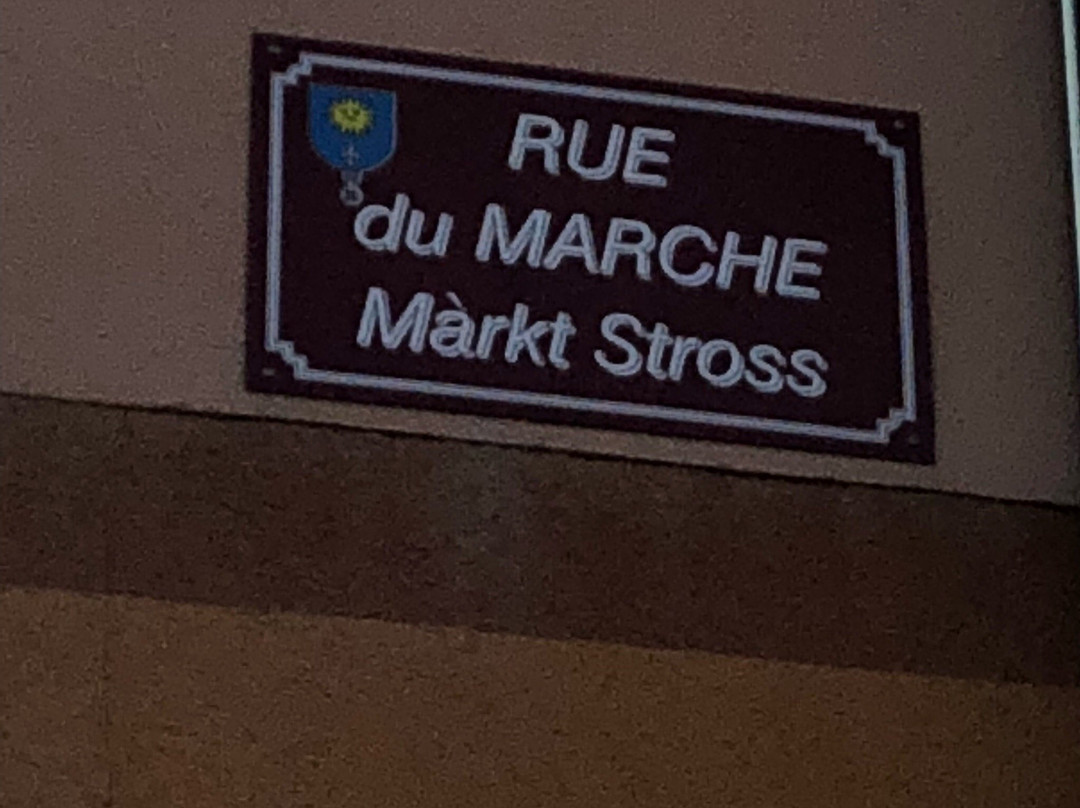 RUE
du MARCHE
Màrkt Stross